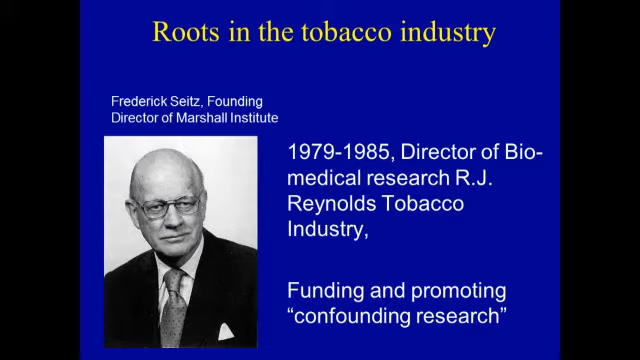 Roots in the tobacco industry
Frederick Seitz, Founding
Director of Marshall Institute
1979-1985, Director of Bio-
medical research R.J.
Reynolds Tobacco
Industry,
Funding and promoting
“confounding research”